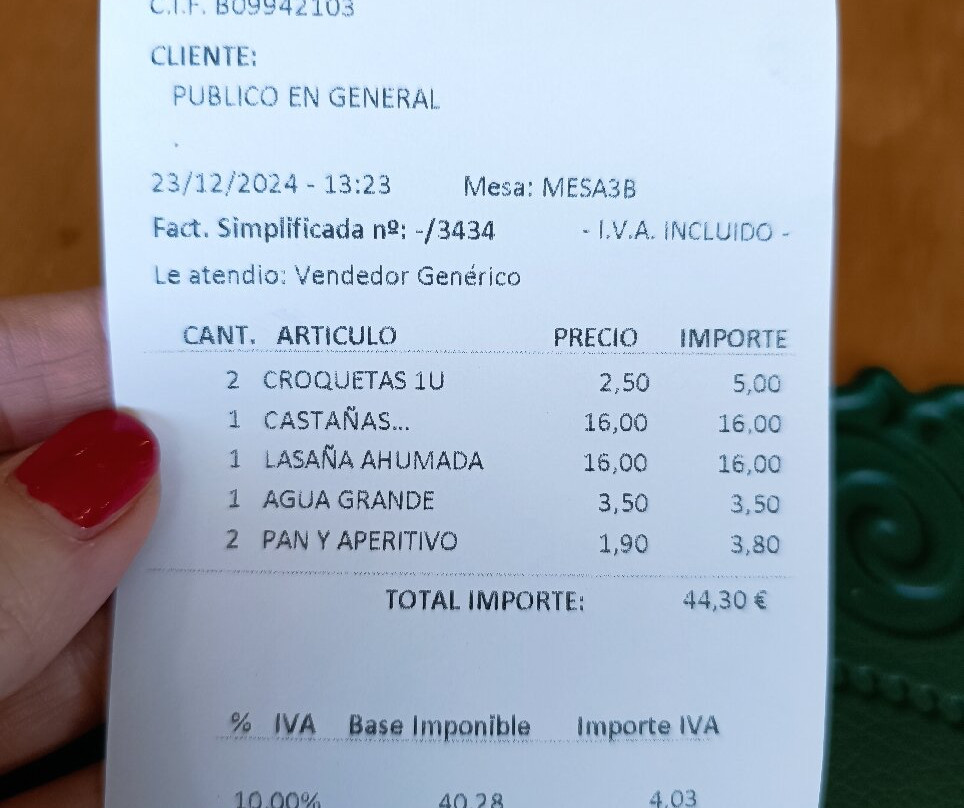 C.I.F. B09942103
CLIENTE:
PUBLICO EN GENERAL
.
23/12/2024 - 13:23 Mesa: MESA3B
Fact. Simplificada nº: -/3434 - I.V.A. INCLUIDO -
Le atendio: Vendedor Genérico
CANT. ARTICULO PRECIO IMPORTE
2 CROQUETAS 1U 2,50 5,00
1 CASTAÑAS... 16,00 16,00
1 LASAÑA AHUMADA 16,00 16,00
1 AGUA GRANDE 3,50 3,50
2 PAN Y APERITIVO 1,90 3,80
TOTAL IMPORTE: 44,30 €
% IVA Base Imponible Importe IVA
10,00% 40,28 4,03